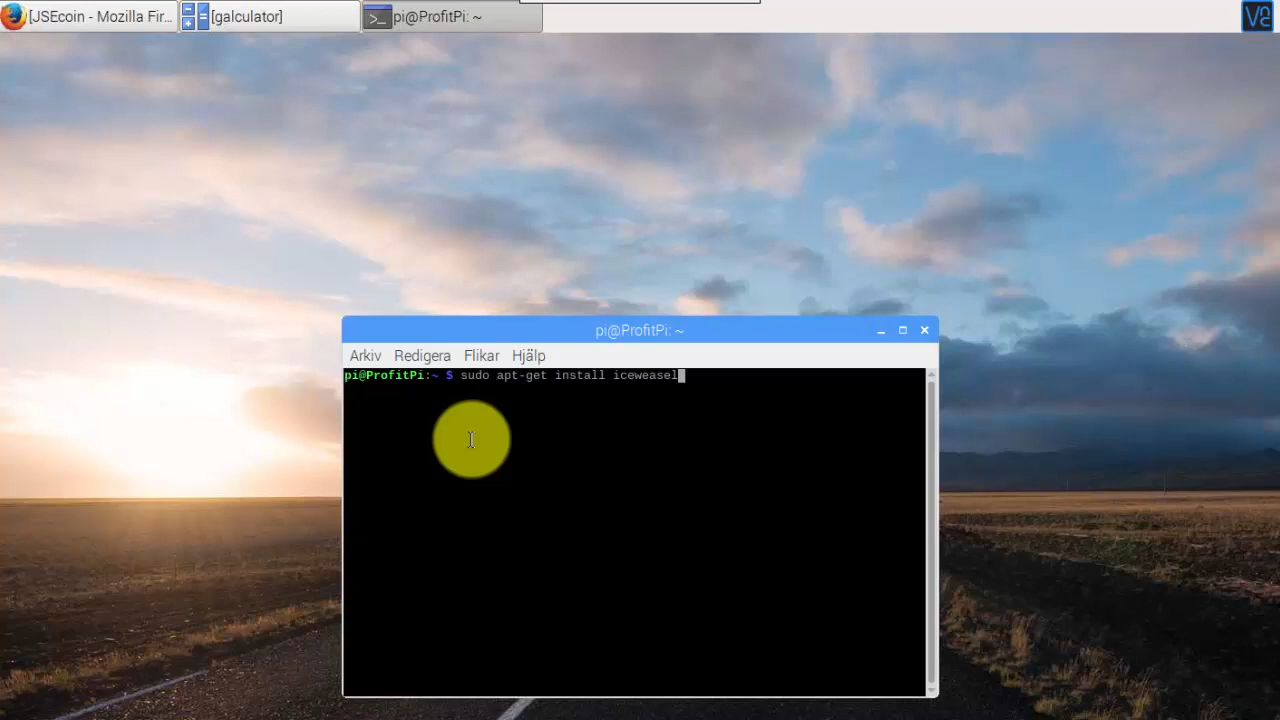 [JSEcoin - Mozilla Fir...
[galculator]
pi@ProfitPi: ~
pi@ProfitPi: ~
Arkiv Redigera Flikar Hjälp
pi@ProfitPi:~ $ sudo apt-get install iceweasel